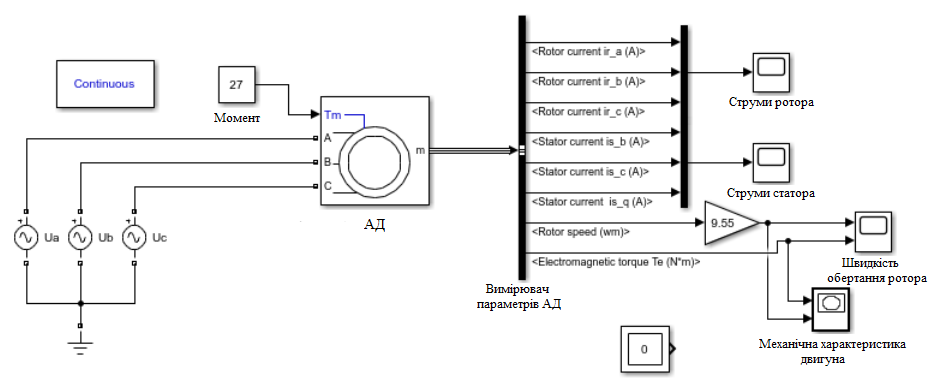 Continuous
27
Момент
Tm
A
B
C
m
АД
Ua
Ub
Uc
<Rotor current ir_a (A)>
<Rotor current ir_b (A)>
<Rotor current ir_c (A)>
<Stator current is_b (A)>
<Stator current is_c (A)>
<Stator current is_q (A)>
<Rotor speed (wm)>
<Electromagnetic torque Te (N*m)>
Вимірювач
параметрів АД
Струми ротора
Струми статора
9.55
Швидкість
обертання ротора
Механічна характеристика
двигуна
0